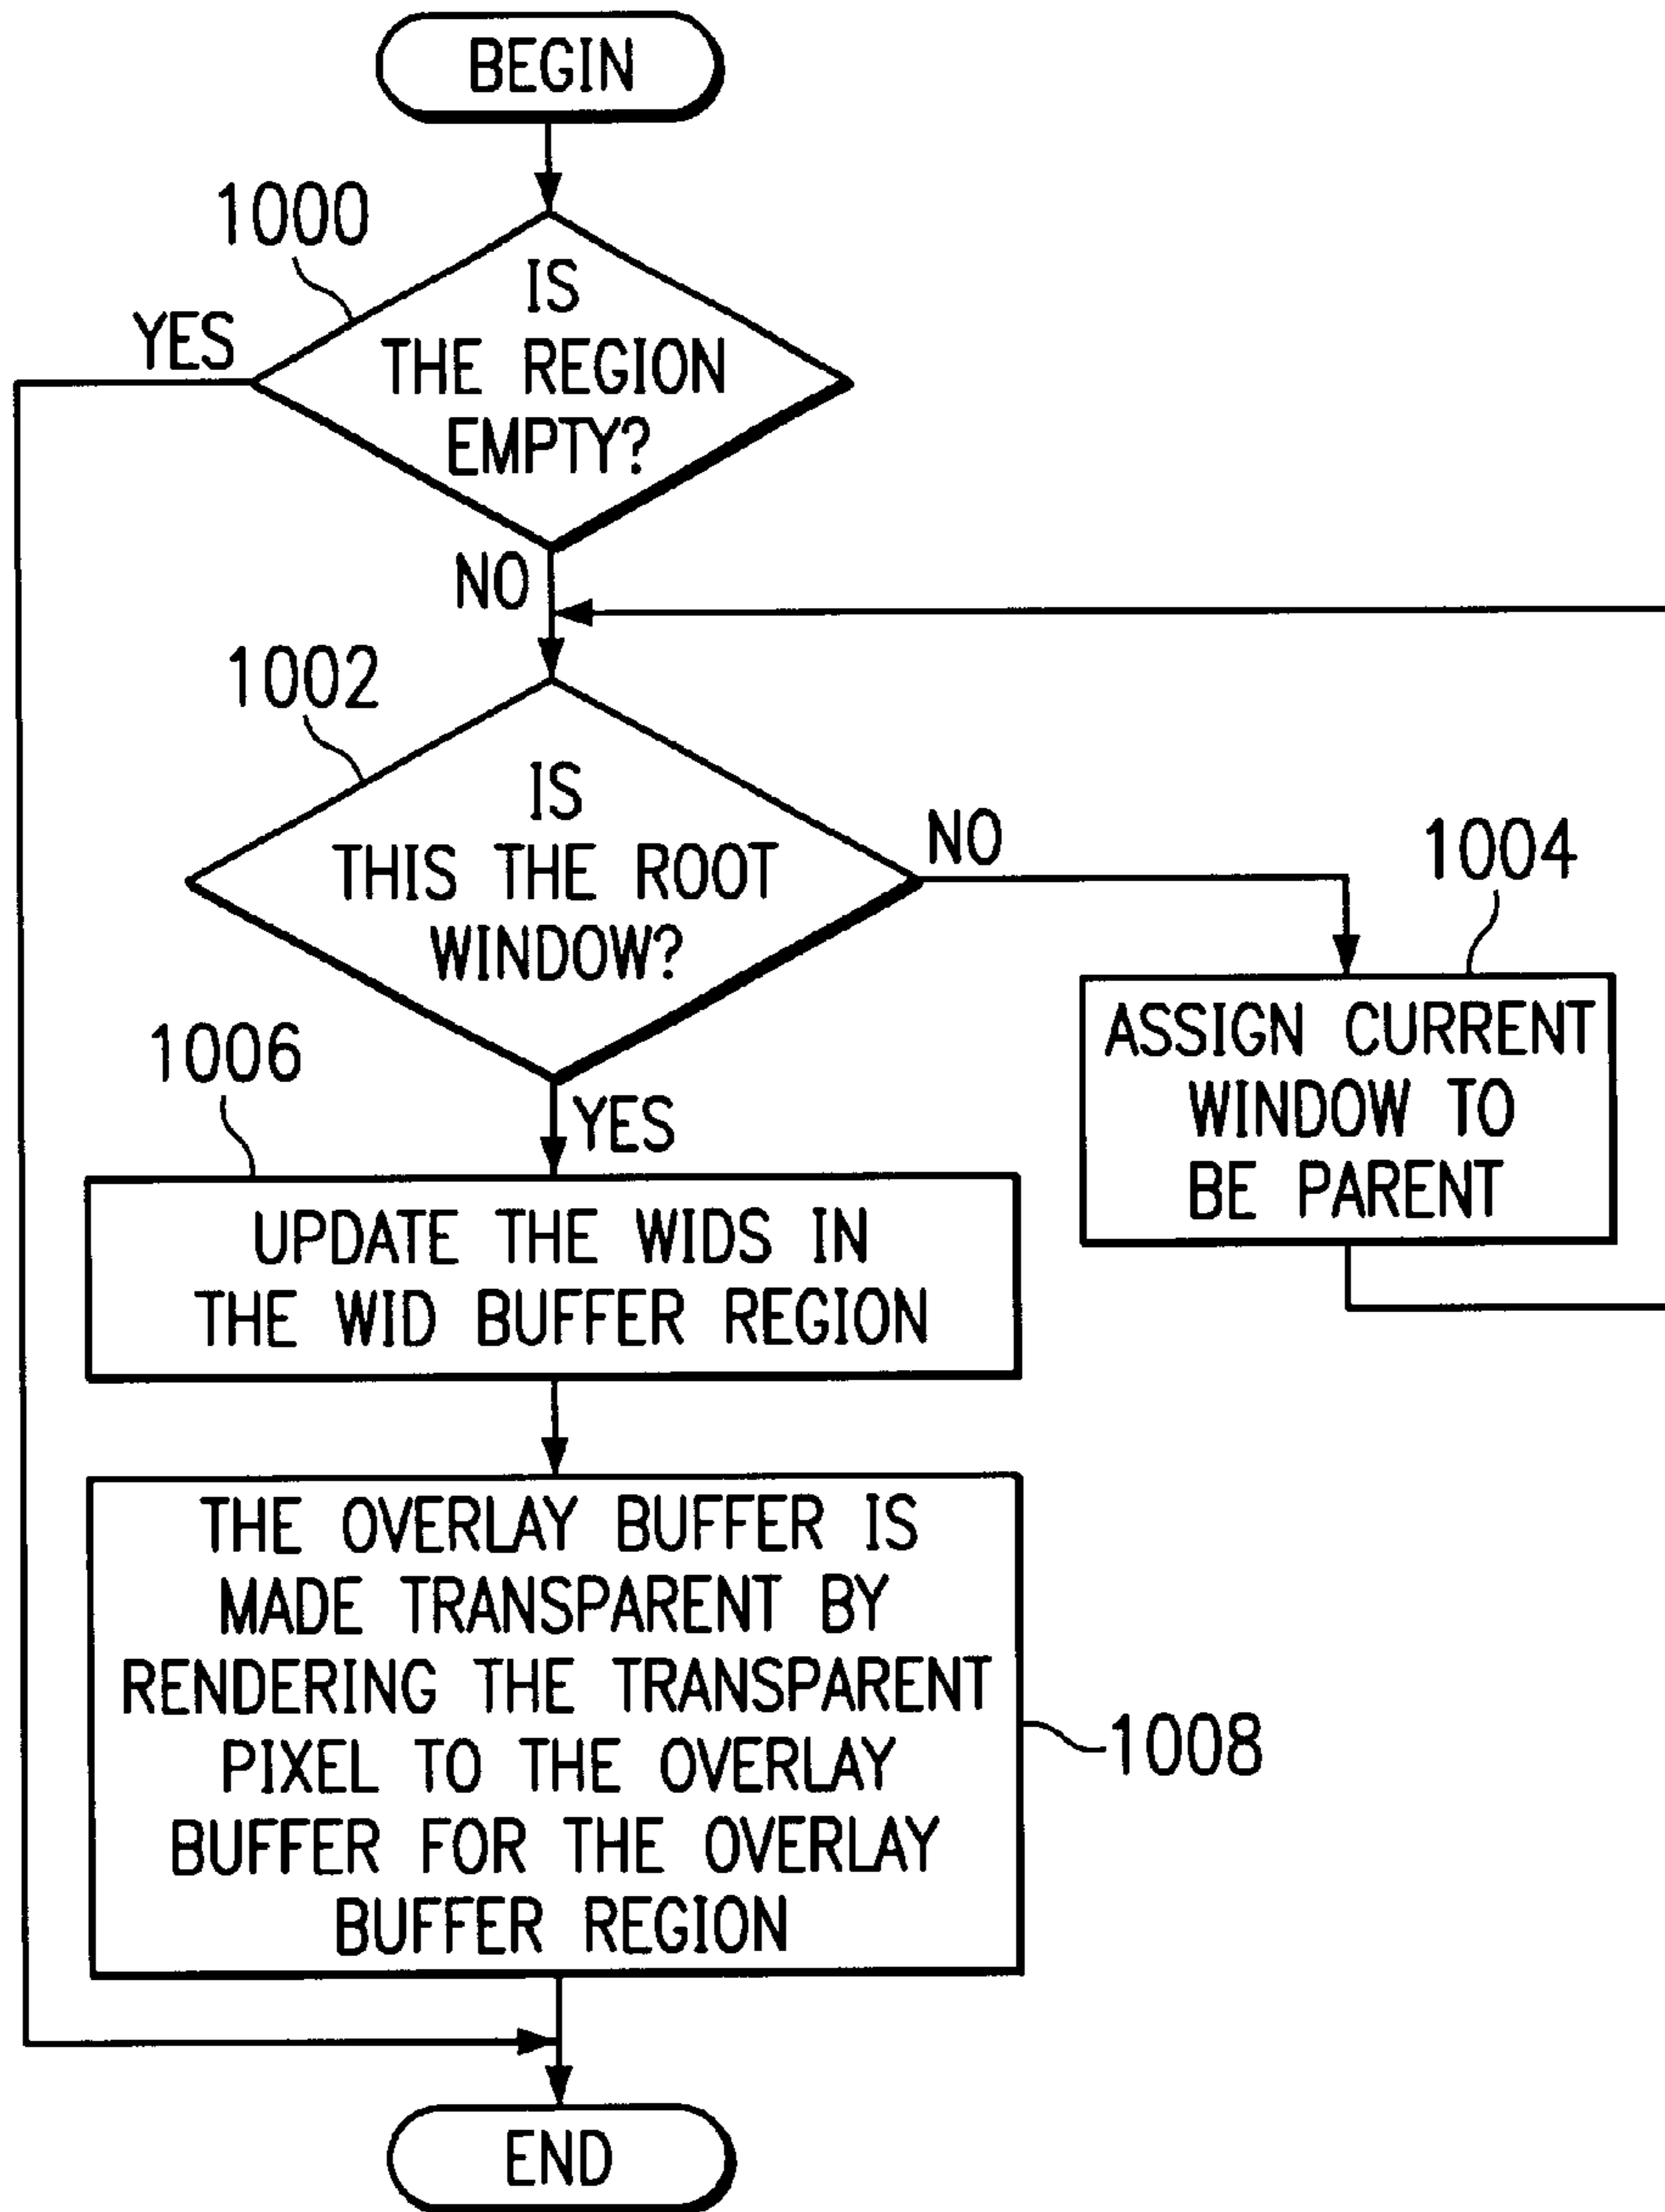 BEGIN
1000
YES
IS
THE REGION
EMPTY?
NO
1002
IS
THIS THE ROOT
WINDOW?
NO
1004
ASSIGN CURRENT
WINDOW TO
BE PARENT
1006
YES
UPDATE THE WIDS IN
THE WID BUFFER REGION
THE OVERLAY BUFFER IS
MADE TRANSPARENT BY
RENDERING THE TRANSPARENT
PIXEL TO THE OVERLAY
BUFFER FOR THE OVERLAY
BUFFER REGION
1008
END